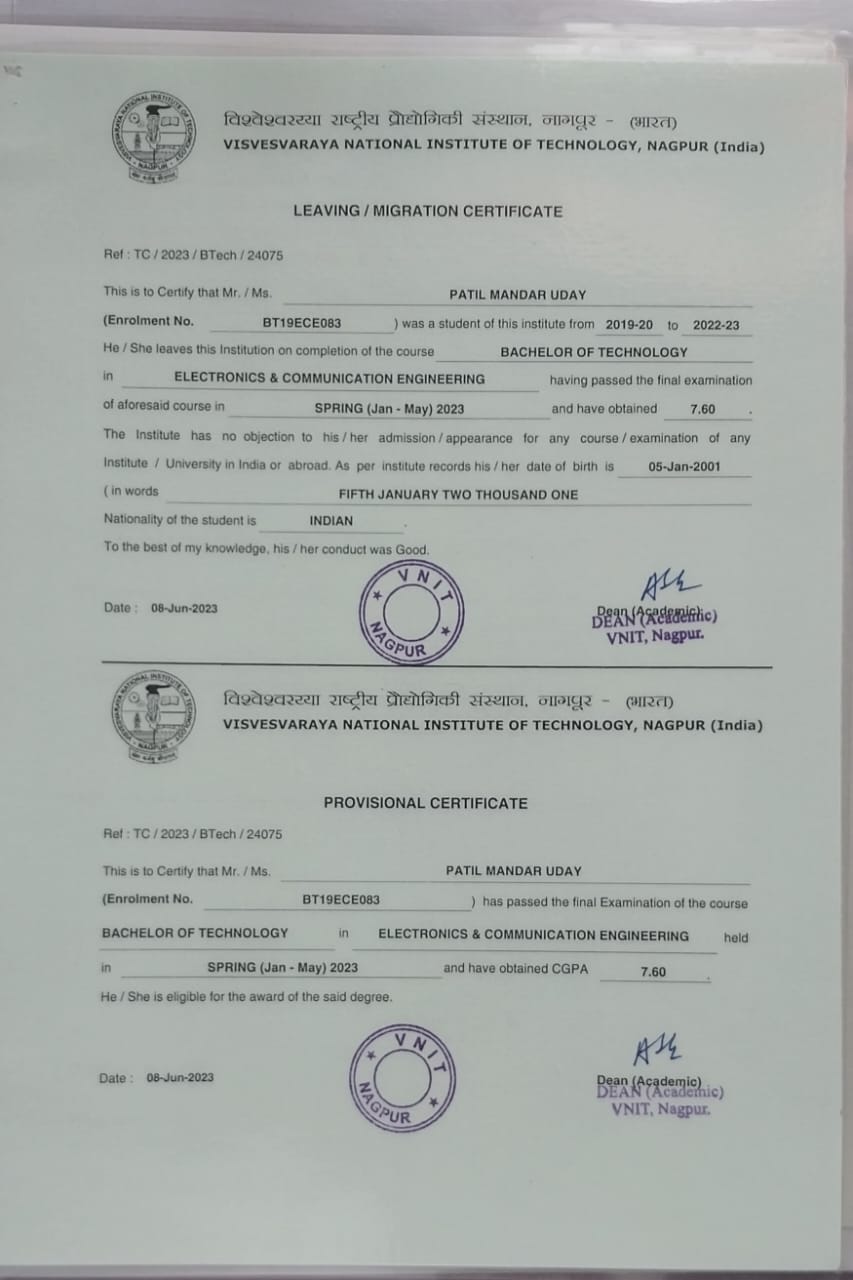 विश्वेश्वरय्या राष्ट्रीय प्रौद्योगिकी संस्थान, नागपूर - (भारत)
VISVESVARAYA NATIONAL INSTITUTE OF TECHNOLOGY, NAGPUR (India)
LEAVING / MIGRATION CERTIFICATE
Ref : TC / 2023 / BTech / 24075
This is to Certify that Mr. / Ms. PATIL MANDAR UDAY
(Enrolment No. BT19ECE083 ) was a student of this institute from 2019-20 to 2022-23
He / She leaves this Institution on completion of the course BACHELOR OF TECHNOLOGY
in ELECTRONICS & COMMUNICATION ENGINEERING having passed the final examination
of aforesaid course in SPRING (Jan - May) 2023 and have obtained 7.60 .
The Institute has no objection to his / her admission / appearance for any course / examination of any
Institute / University in India or abroad. As per institute records his / her date of birth is 05-Jan-2001
( in words FIFTH JANUARY TWO THOUSAND ONE
Nationality of the student is INDIAN .
To the best of my knowledge, his / her conduct was Good.
VNIT NAGPUR
Date : 08-Jun-2023
Dean (Academic)
DEAN (Academic)
VNIT, Nagpur.
विश्वेश्वरय्या राष्ट्रीय प्रौद्योगिकी संस्थान, नागपूर - (भारत)
VISVESVARAYA NATIONAL INSTITUTE OF TECHNOLOGY, NAGPUR (India)
PROVISIONAL CERTIFICATE
Ref : TC / 2023 / BTech / 24075
This is to Certify that Mr. / Ms. PATIL MANDAR UDAY
(Enrolment No. BT19ECE083 ) has passed the final Examination of the course
BACHELOR OF TECHNOLOGY in ELECTRONICS & COMMUNICATION ENGINEERING held
in SPRING (Jan - May) 2023 and have obtained CGPA 7.60 .
He / She is eligible for the award of the said degree.
VNIT NAGPUR
Date : 08-Jun-2023
Dean (Academic)
DEAN (Academic)
VNIT, Nagpur.